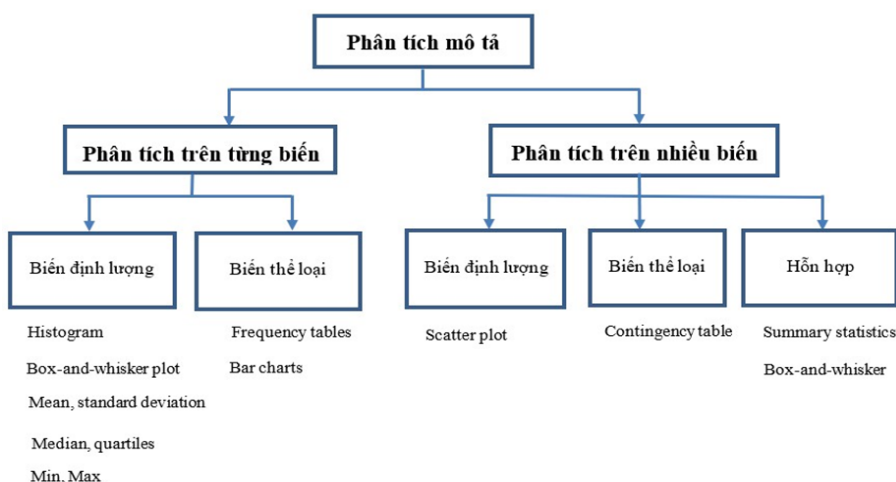 Phân tích mô tả
Phân tích trên từng biến
Phân tích trên nhiều biến
Biến định lượng
Biến thể loại
Biến định lượng
Biến thể loại
Hỗn hợp
Histogram
Box-and-whisker plot
Mean, standard deviation
Median, quartiles
Min, Max
Frequency tables
Bar charts
Scatter plot
Contingency table
Summary statistics
Box-and-whisker